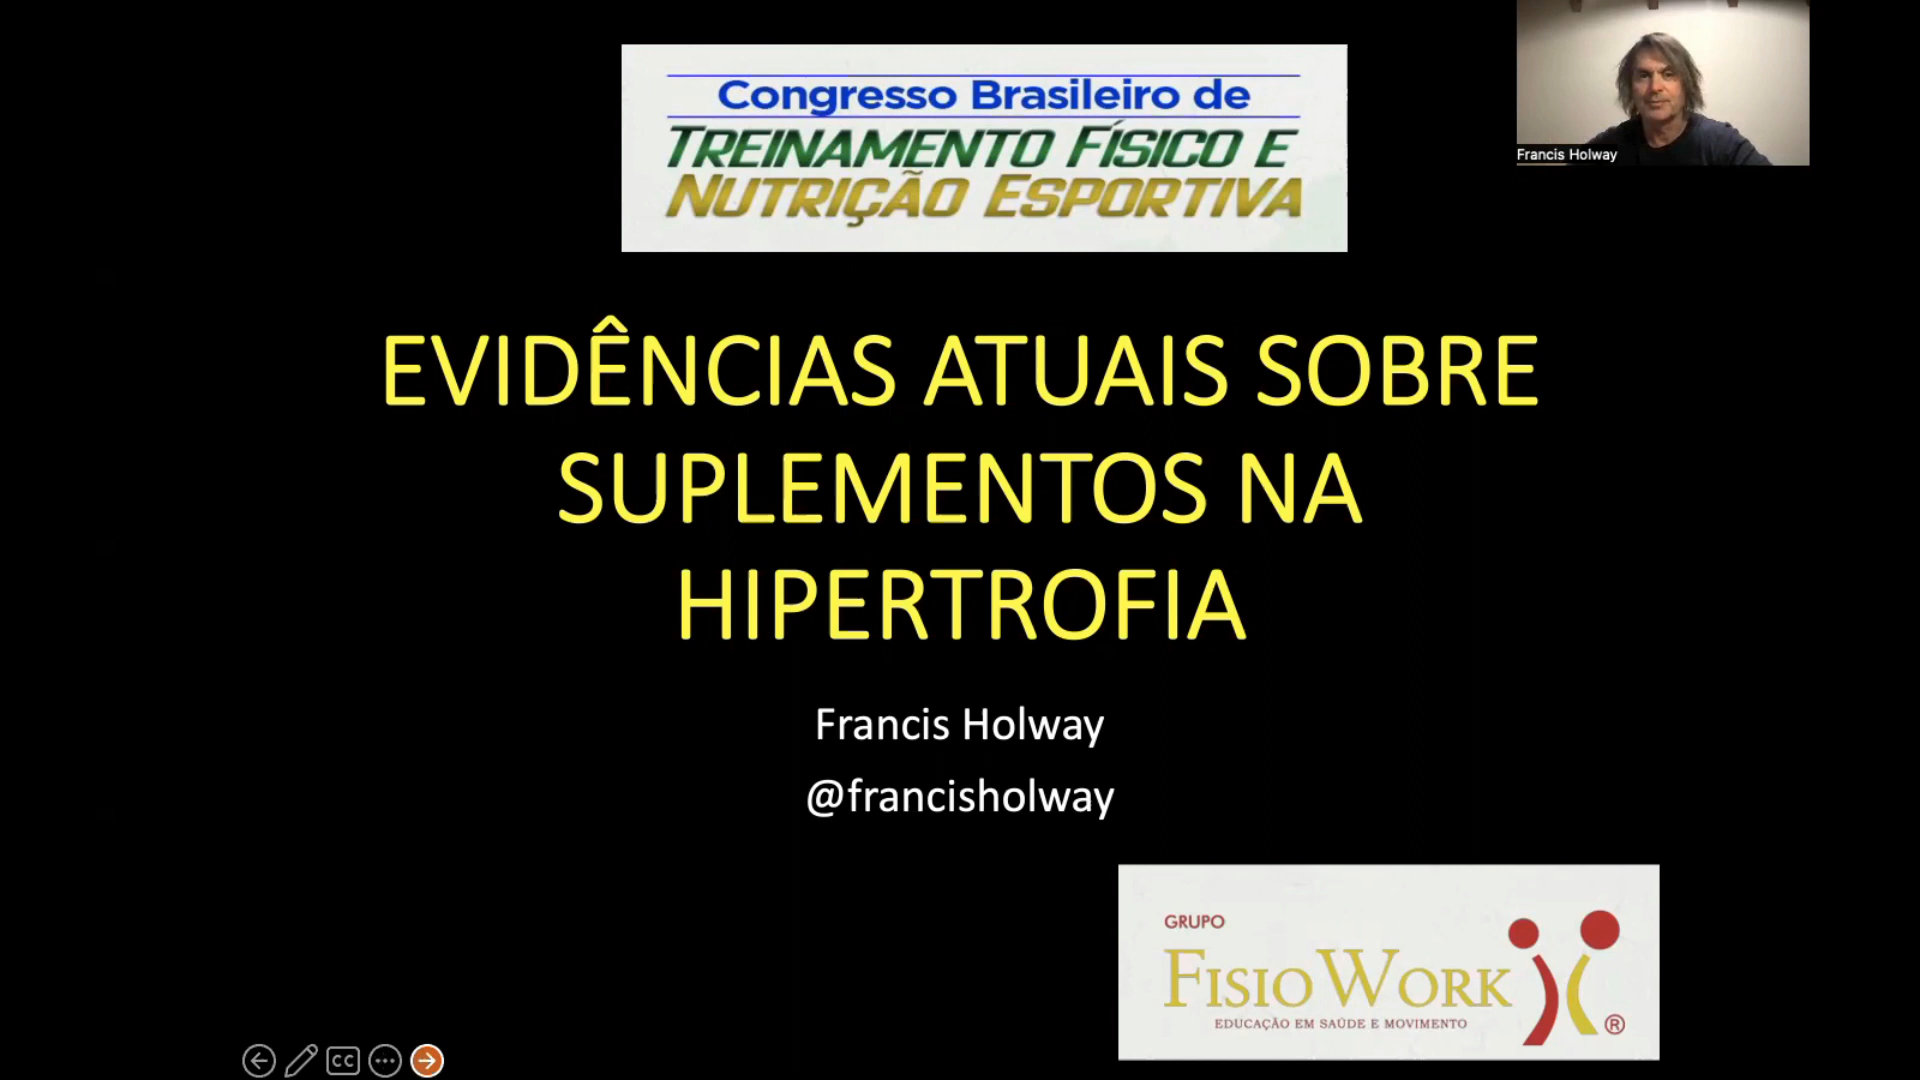 Congresso Brasileiro de
TREINAMENTO FÍSICO E
NUTRIÇÃO ESPORTIVA
Francis Holway
EVIDÊNCIAS ATUAIS SOBRE
SUPLEMENTOS NA
HIPERTROFIA
Francis Holway
@francisholway
GRUPO
FISIOWORK
EDUCAÇÃO EM SAÚDE E MOVIMENTO
®
CC